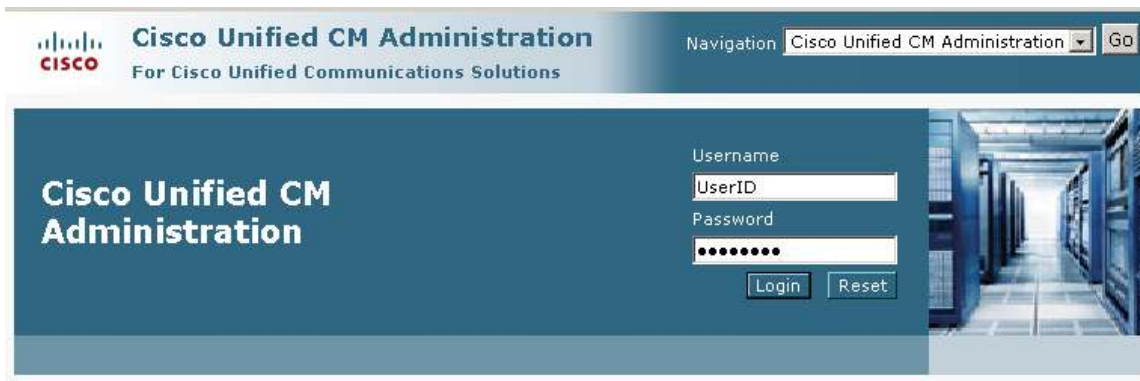 CISCO
Cisco Unified CM Administration
For Cisco Unified Communications Solutions
Navigation Cisco Unified CM Administration Go
Cisco Unified CM
Administration
Username
UserID
Password
••••••••
Login Reset